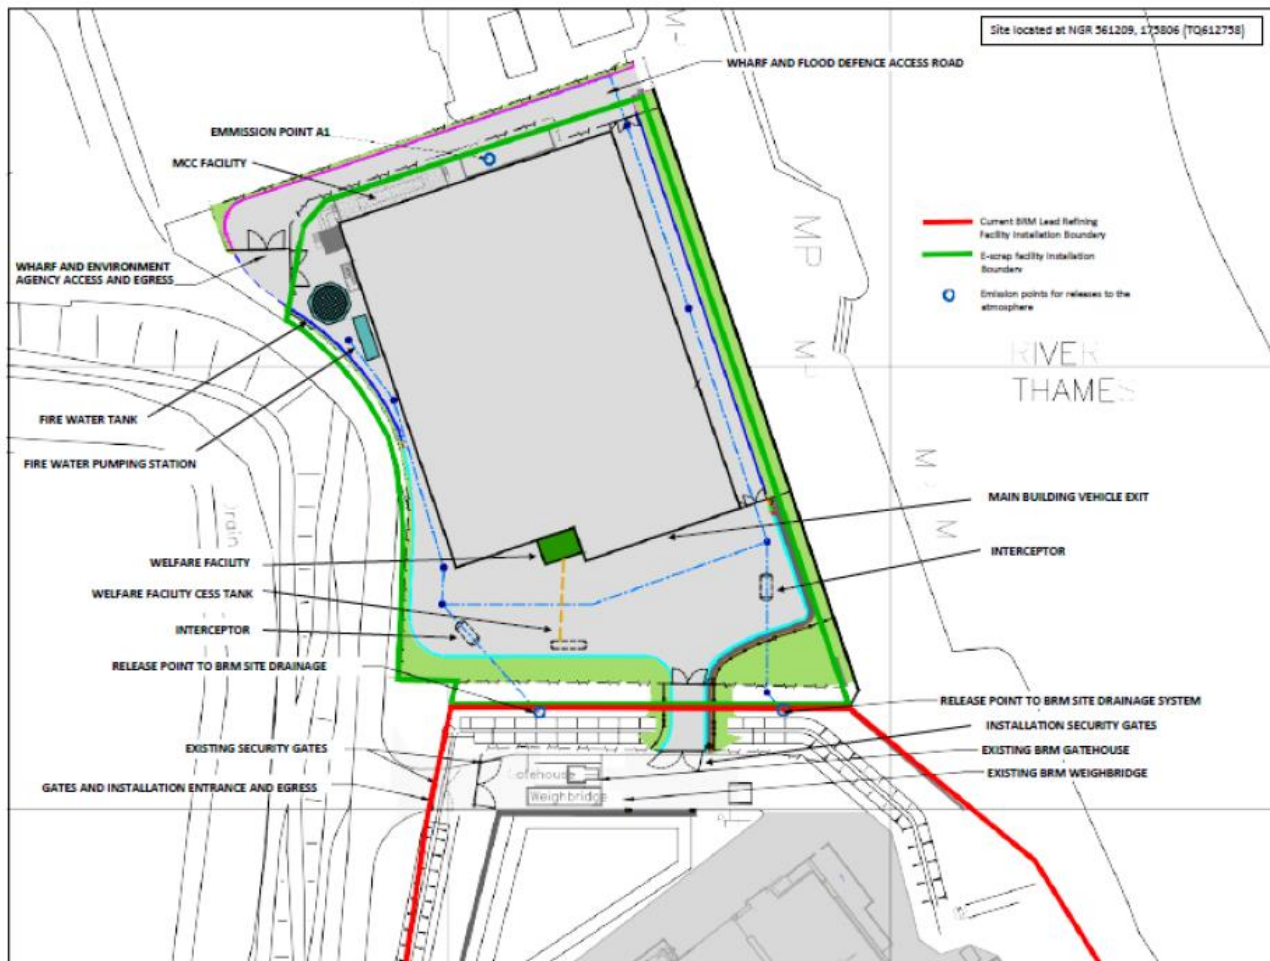 Site located at NGR 561209, 175806 (TQ612758)
WHARF AND FLOOD DEFENCE ACCESS ROAD
EMMISSION POINT A1
MCC FACILITY
WHARF AND ENVIRONMENT
AGENCY ACCESS AND EGRESS
Current BRM Lead Refining
Facility Installation Boundary
E-scrap facility Installation
Boundary
Emission points for releases to the
atmosphere
MP
RIVER
THAMES
FIRE WATER TANK
FIRE WATER PUMPING STATION
Drain
MAIN BUILDING VEHICLE EXIT
INTERCEPTOR
WELFARE FACILITY
WELFARE FACILITY CESS TANK
INTERCEPTOR
RELEASE POINT TO BRM SITE DRAINAGE
RELEASE POINT TO BRM SITE DRAINAGE SYSTEM
INSTALLATION SECURITY GATES
EXISTING SECURITY GATES
EXISTING BRM GATEHOUSE
Gatehouse
EXISTING BRM WEIGHBRIDGE
GATES AND INSTALLATION ENTRANCE AND EGRESS
Weighbridge